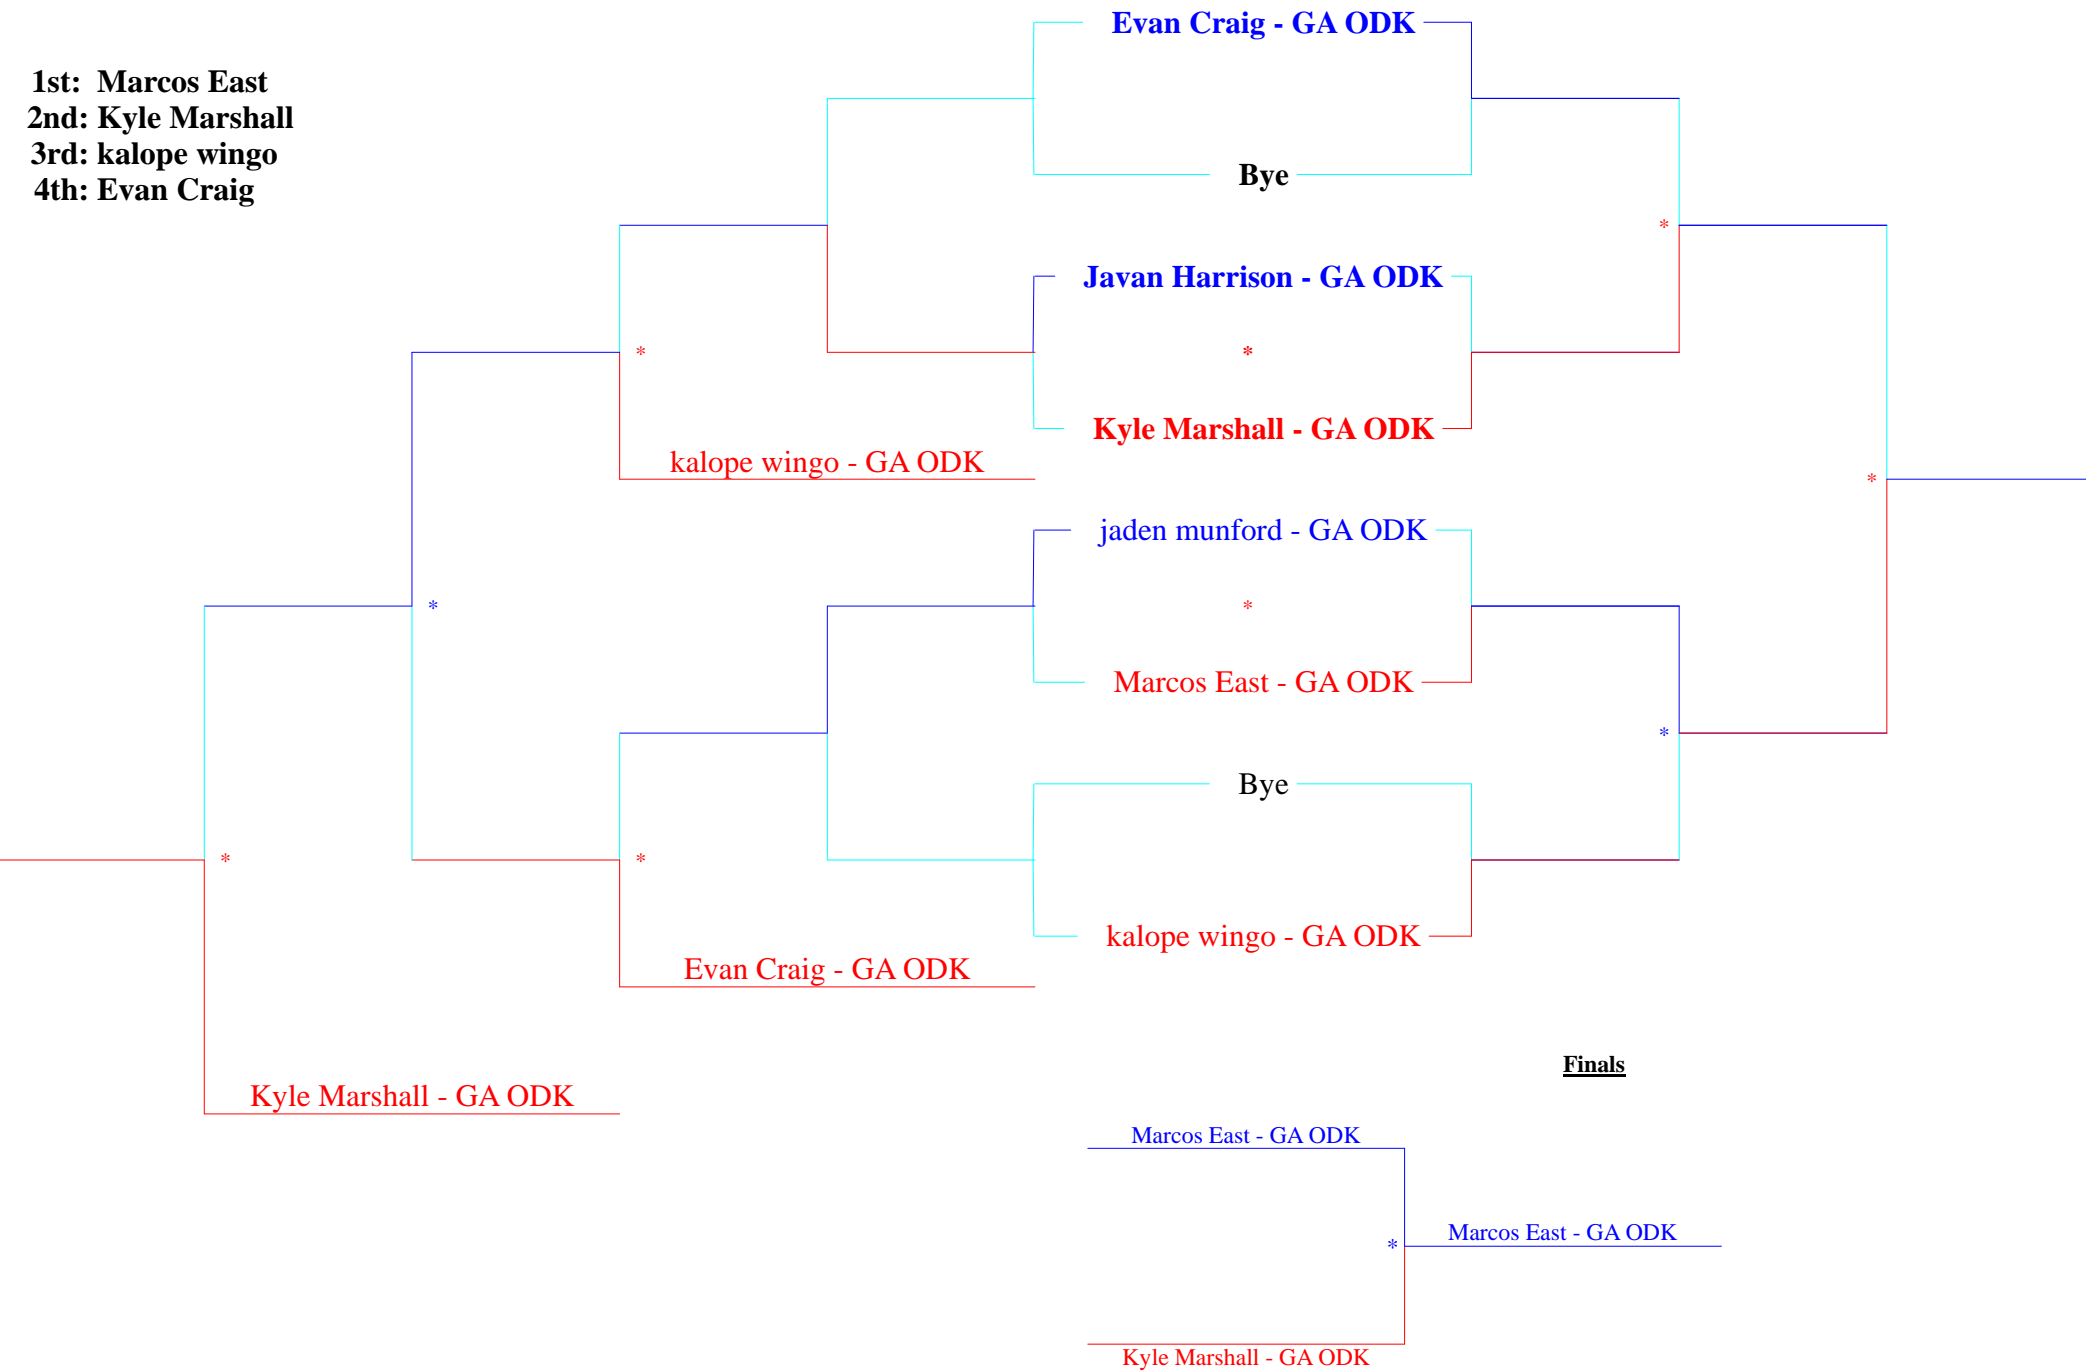 1st: Marcos East
2nd: Kyle Marshall
3rd: kalope wingo
4th: Evan Craig
Evan Craig - GA ODK
Bye
*
Javan Harrison - GA ODK
*
*
Kyle Marshall - GA ODK
kalope wingo - GA ODK
*
jaden munford - GA ODK
*
*
Marcos East - GA ODK
*
Bye
*
*
kalope wingo - GA ODK
Evan Craig - GA ODK
Finals
Kyle Marshall - GA ODK
Marcos East - GA ODK
Marcos East - GA ODK
*
Kyle Marshall - GA ODK